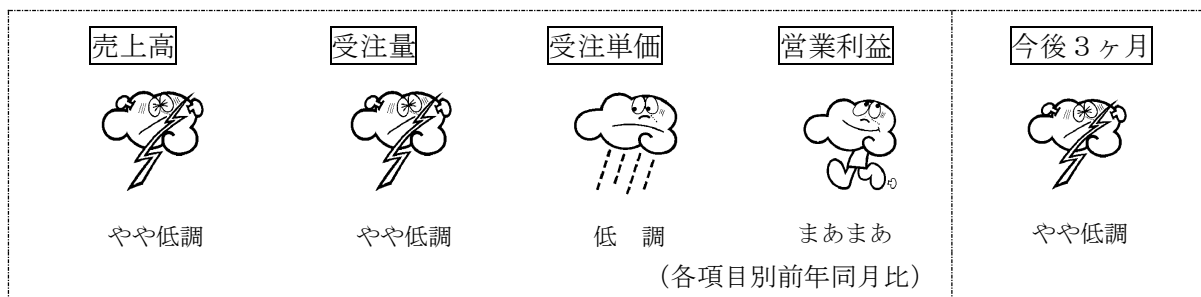 売上高 受注量 受注単価 営業利益 今後３ヶ月
やや低調 やや低調 低　調 まあまあ やや低調
（各項目別前年同月比）